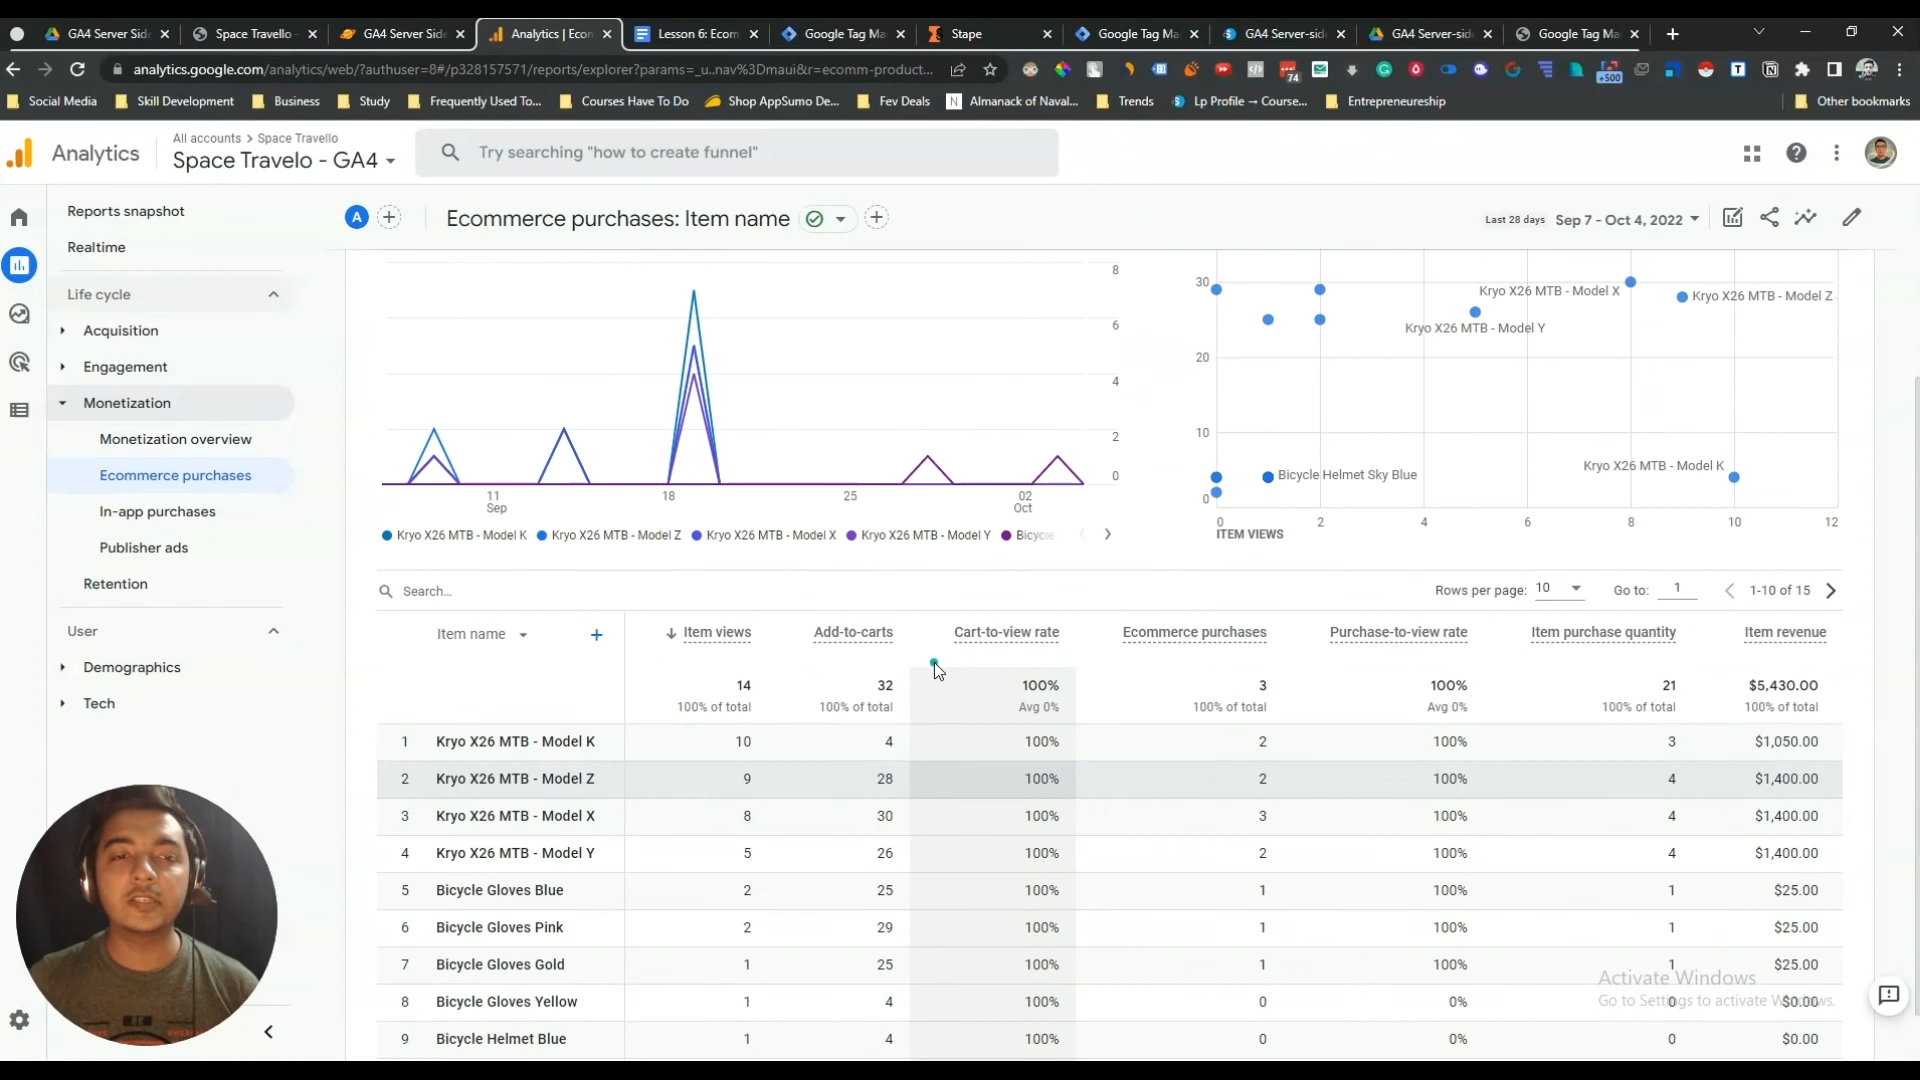 GA4 Server Sid
Space Travello -
GA4 Server Sid
Analytics | Econ
Lesson 6: Ecom
Google Tag Ma
Stape
Google Tag Ma
GA4 Server-sid
GA4 Server-sid
Google Tag Ma
analytics.google.com/analytics/web/?authuser=8#/p328157571/reports/explorer?params=_u..nav%3Dmaui&r=ecomm-product...
74
+500
Social Media
Skill Development
Business
Study
Frequently Used To...
Courses Have To Do
Shop AppSumo De...
Fev Deals
Almanack of Naval...
Trends
Lp Profile → Course...
Entrepreneurship
Other bookmarks
Analytics
All accounts > Space Travello
Space Travelo - GA4
Try searching "how to create funnel"
Reports snapshot
Realtime
Life cycle
Acquisition
Engagement
Monetization
Monetization overview
Ecommerce purchases
In-app purchases
Publisher ads
Retention
User
Demographics
Tech
A
Ecommerce purchases: Item name
Last 28 days Sep 7 - Oct 4, 2022
8
6
4
2
0
11
Sep
18
25
02
Oct
Kryo X26 MTB - Model K
Kryo X26 MTB - Model Z
Kryo X26 MTB - Model X
Kryo X26 MTB - Model Y
Bicycle
30
20
10
0
Kryo X26 MTB - Model X
Kryo X26 MTB - Model Z
Kryo X26 MTB - Model Y
Kryo X26 MTB - Model K
Bicycle Helmet Sky Blue
0 2 4 6 8 10 12
ITEM VIEWS
Search...
Rows per page: 10
Go to: 1
1-10 of 15
Item name
Item views Add-to-carts Cart-to-view rate Ecommerce purchases Purchase-to-view rate Item purchase quantity Item revenue
14 32 100% 3 100% 21 $5,430.00
100% of total 100% of total Avg 0% 100% of total Avg 0% 100% of total 100% of total
1 Kryo X26 MTB - Model K 10 4 100% 2 100% 3 $1,050.00
2 Kryo X26 MTB - Model Z 9 28 100% 2 100% 4 $1,400.00
3 Kryo X26 MTB - Model X 8 30 100% 3 100% 4 $1,400.00
4 Kryo X26 MTB - Model Y 5 26 100% 2 100% 4 $1,400.00
5 Bicycle Gloves Blue 2 25 100% 1 100% 1 $25.00
6 Bicycle Gloves Pink 2 29 100% 1 100% 1 $25.00
7 Bicycle Gloves Gold 1 25 100% 1 100% 1 $25.00
8 Bicycle Gloves Yellow 1 4 100% 0 0% 0 $0.00
9 Bicycle Helmet Blue 1 4 100% 0 0% 0 $0.00
Activate Windows
Go to Settings to activate Windows.